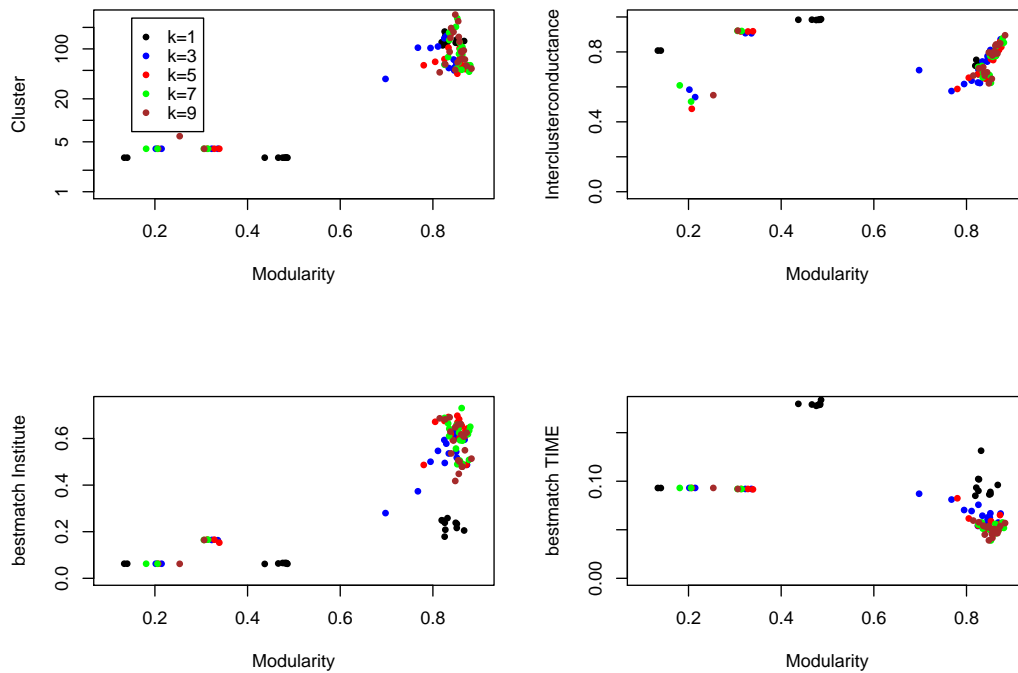 Cluster
1 5 20 100
k=1
k=3
k=5
k=7
k=9
0.2 0.4 0.6 0.8
Modularity
Interclusterconductance
0.0 0.4 0.8
0.2 0.4 0.6 0.8
Modularity
bestmatch Institute
0.0 0.2 0.4 0.6
0.2 0.4 0.6 0.8
Modularity
bestmatch TIME
0.00 0.10
0.2 0.4 0.6 0.8
Modularity